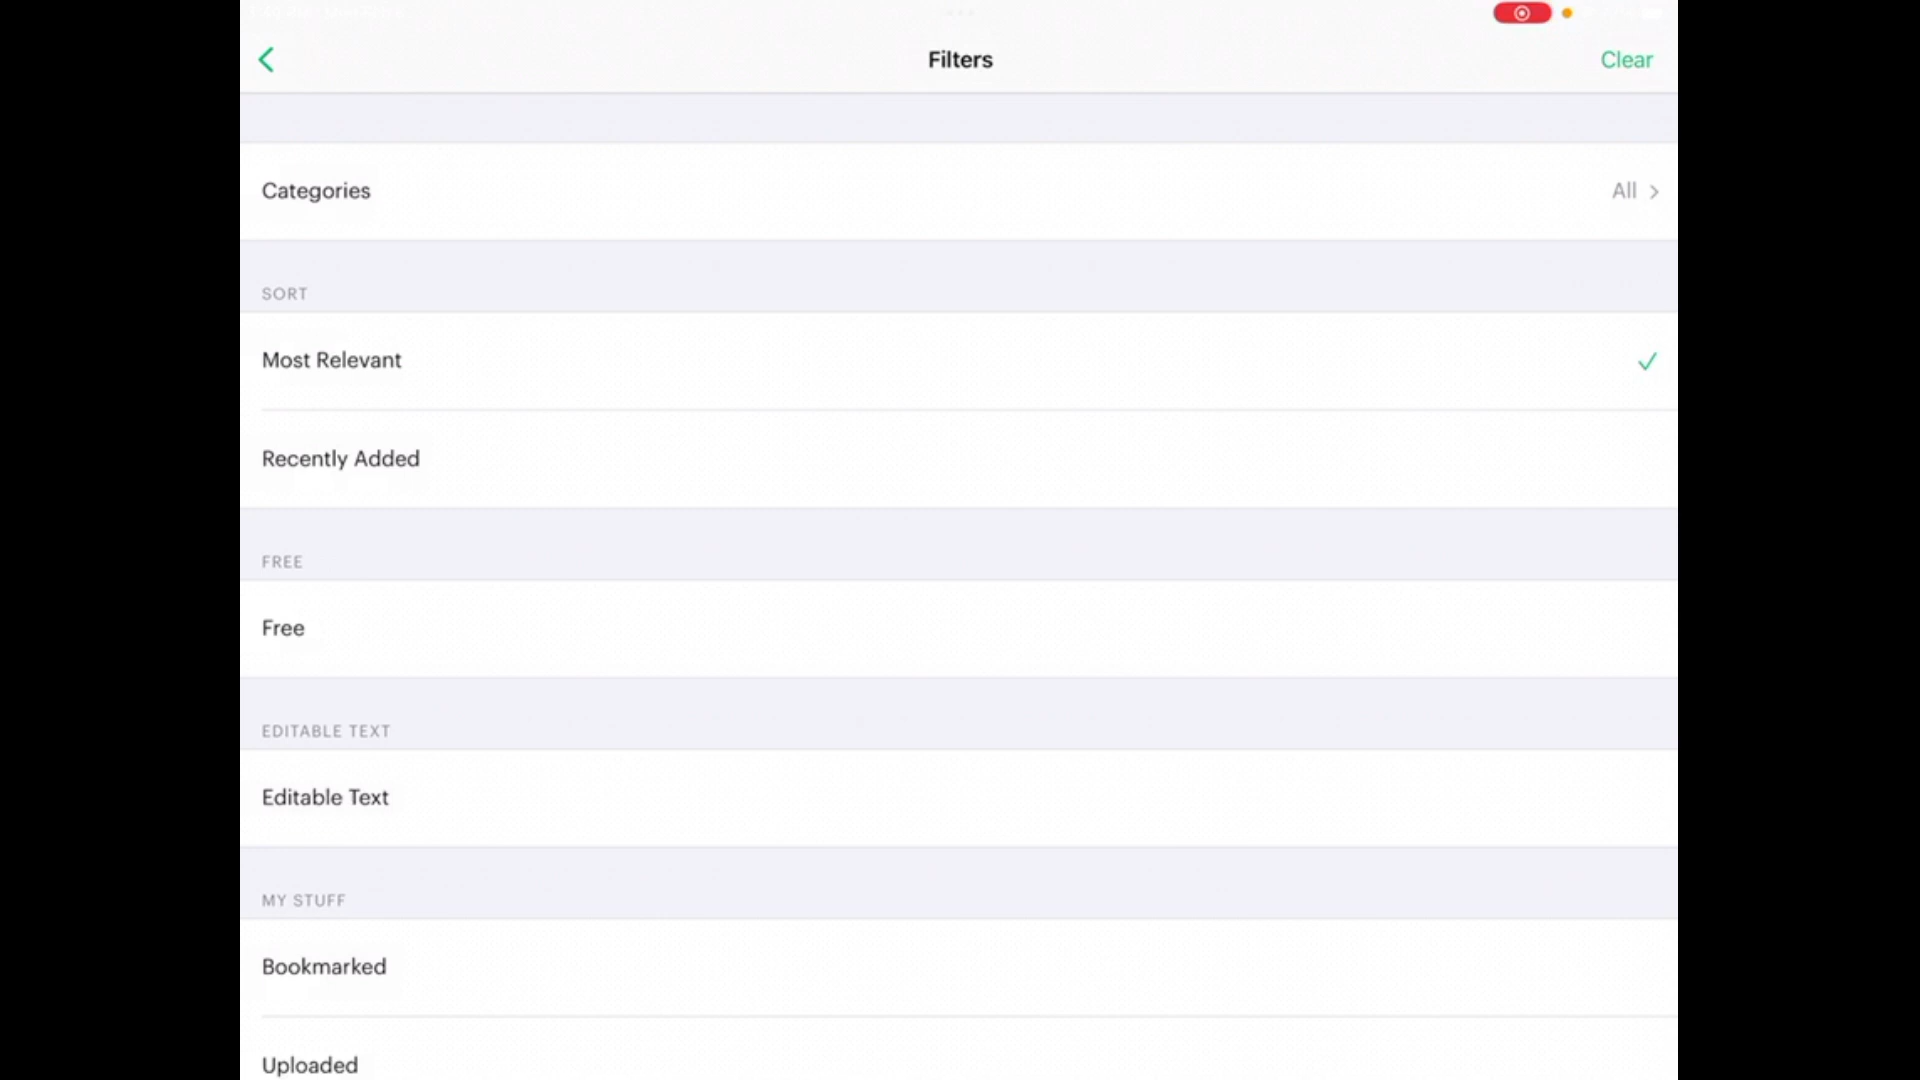 Filters
Clear
Categories
All
SORT
Most Relevant
Recently Added
FREE
Free
EDITABLE TEXT
Editable Text
MY STUFF
Bookmarked
Uploaded